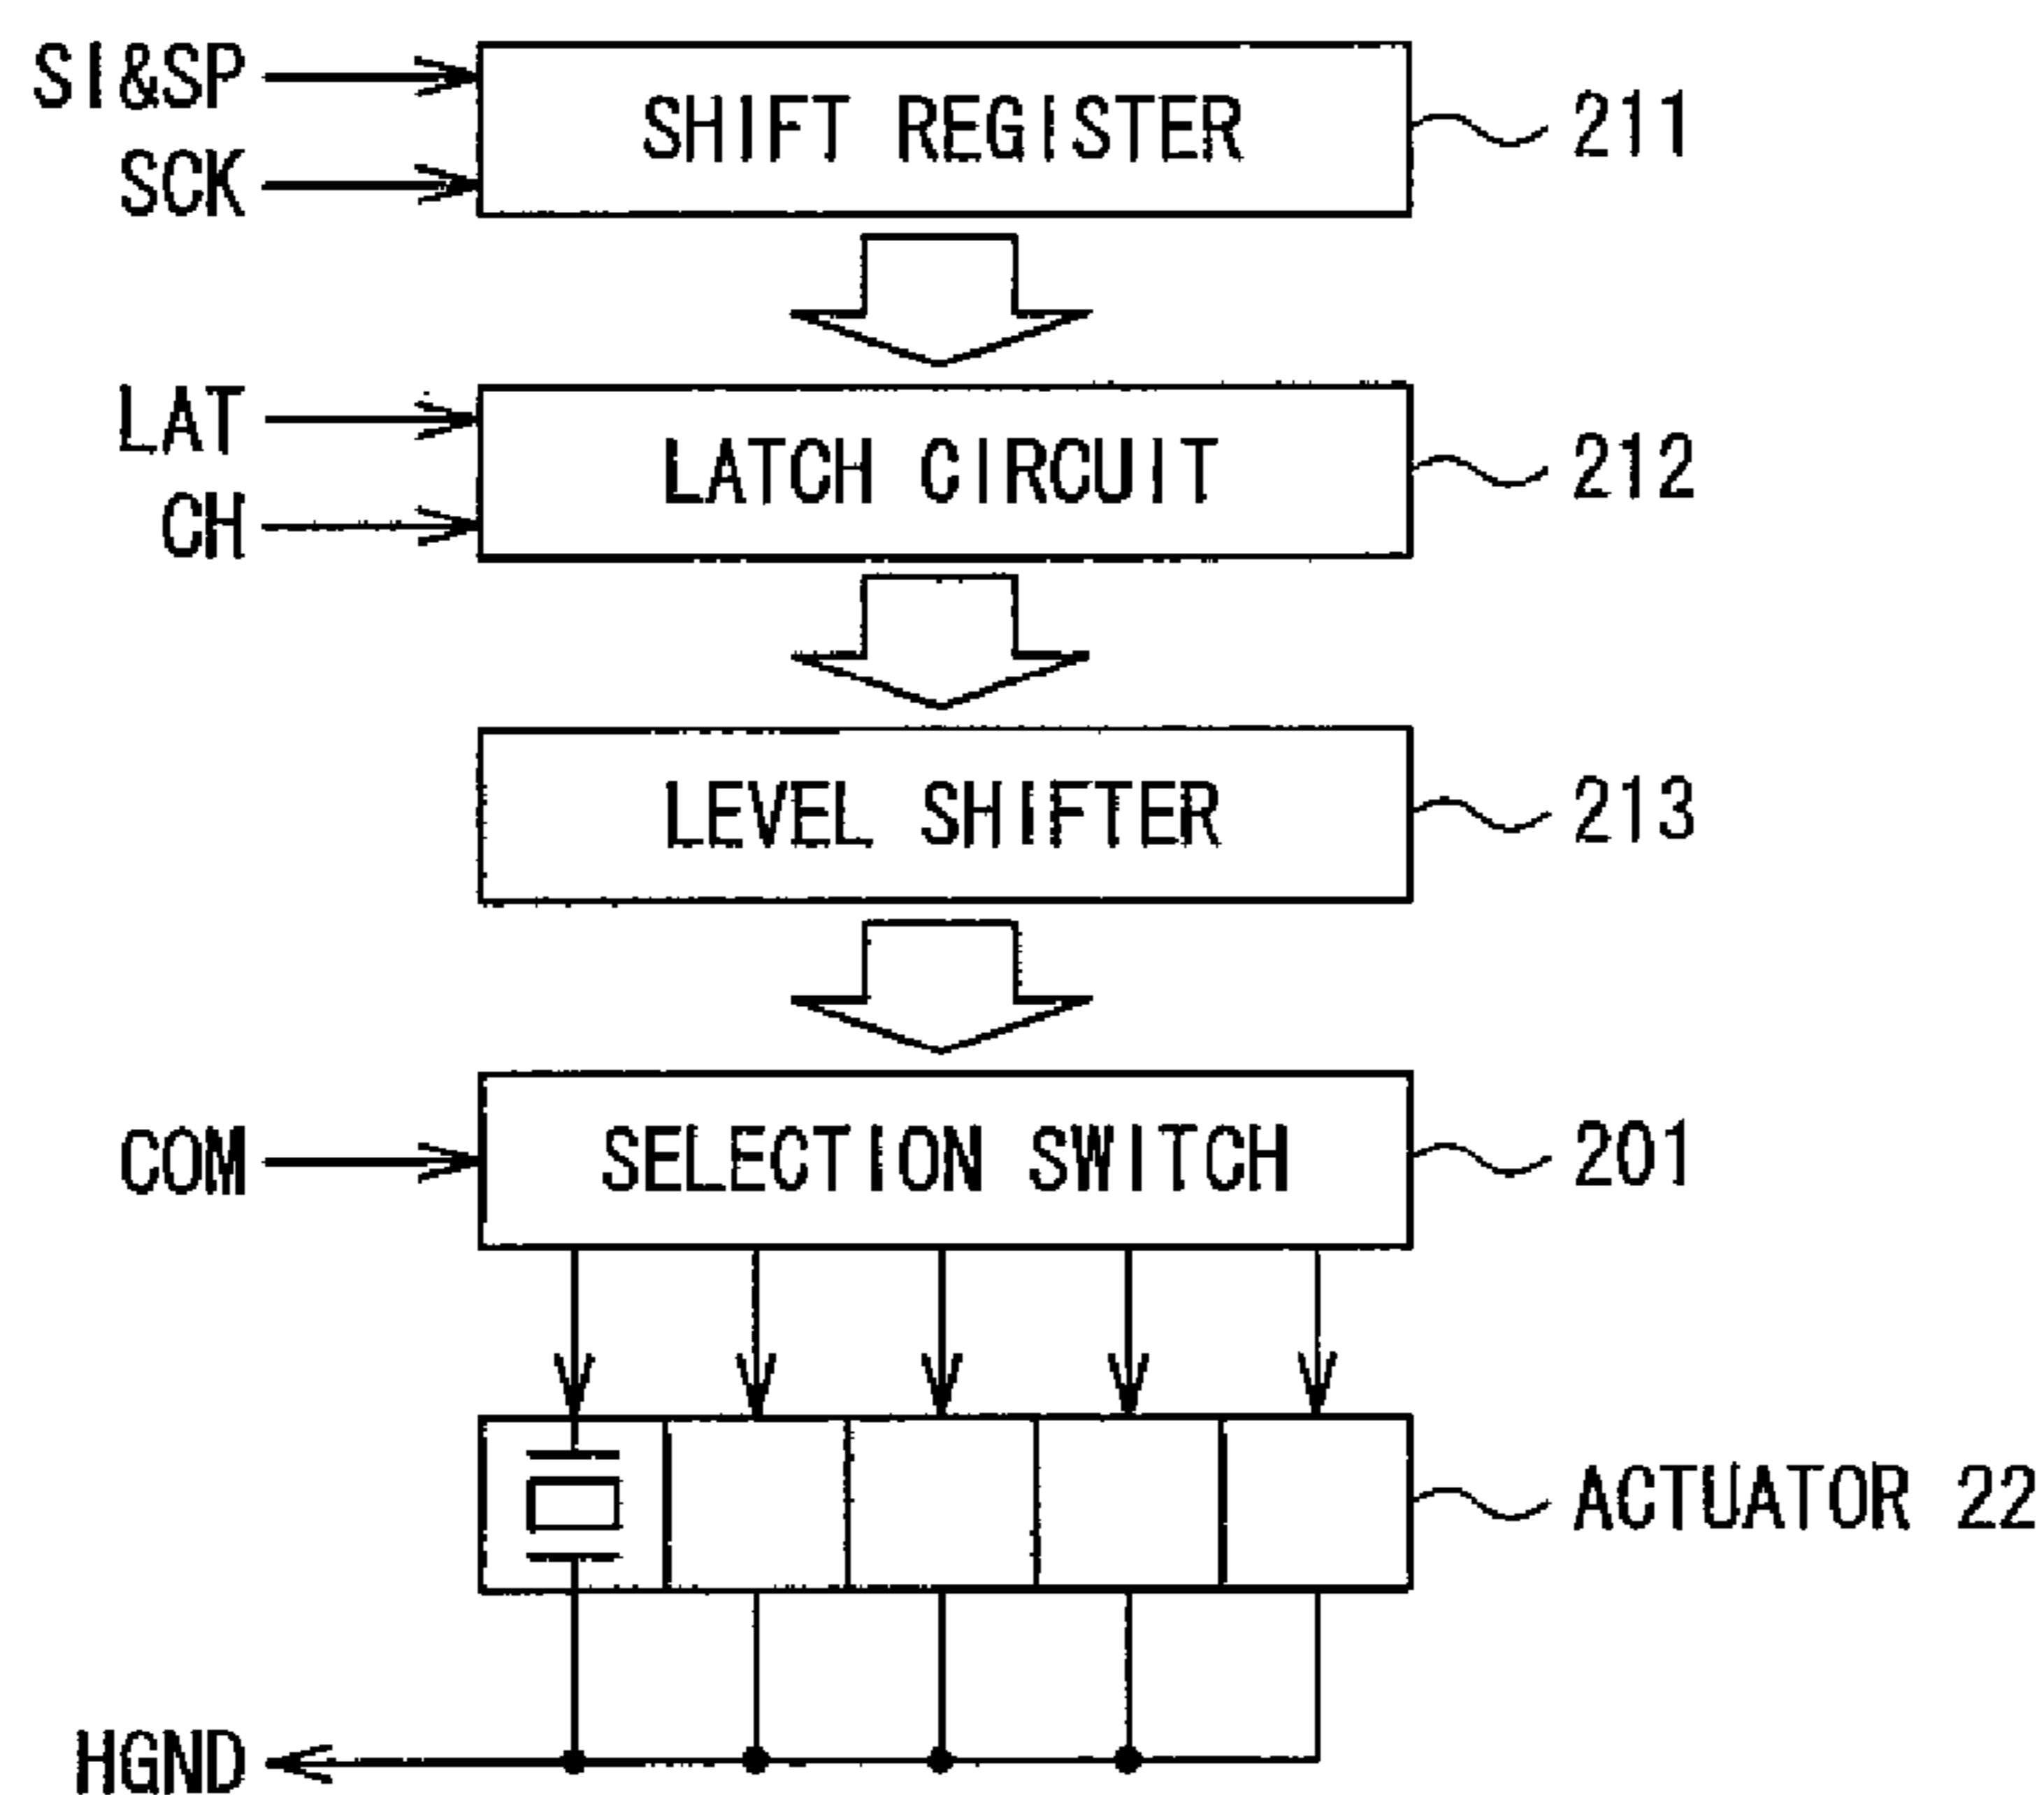 SI&SP
SHIFT REGISTER
211
SCK
LAT
LATCH CIRCUIT
212
CH
LEVEL SHIFTER
213
COM
SELECTION SWITCH
201
ACTUATOR 22
HGND